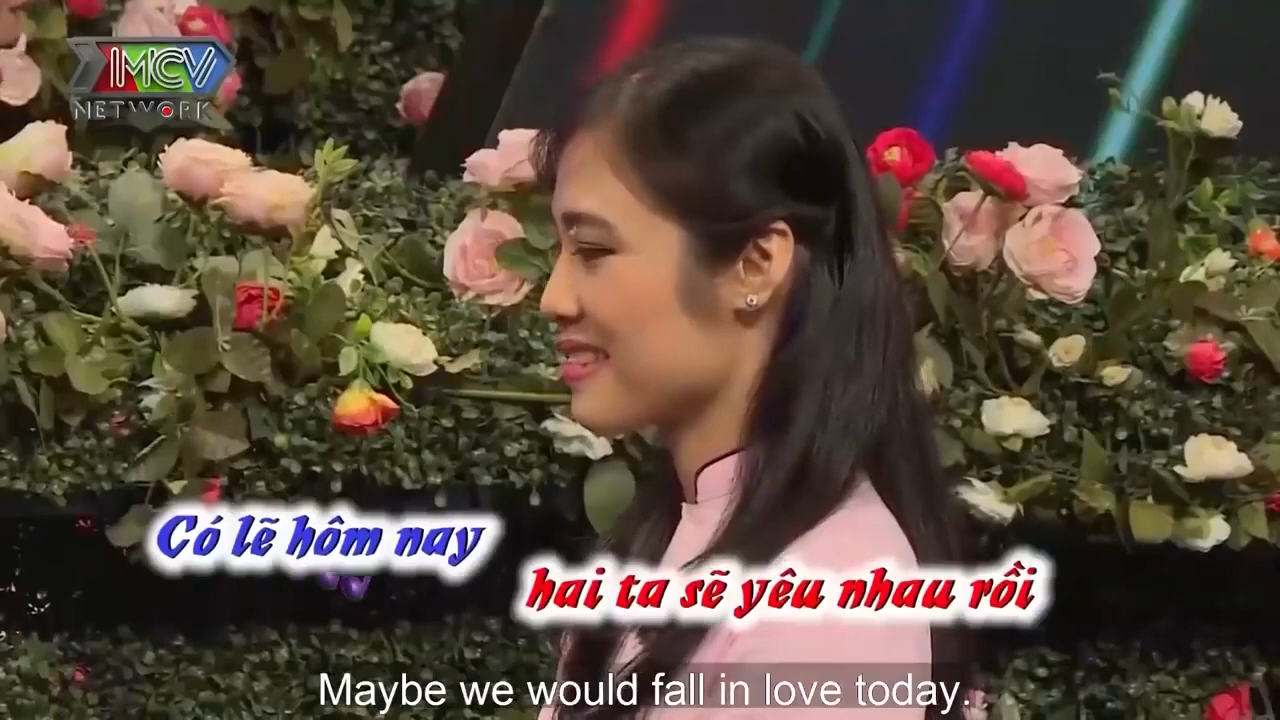 MCV
NETWORK
Có lẽ hôm nay
hai ta sẽ yêu nhau rồi
Maybe we would fall in love today.